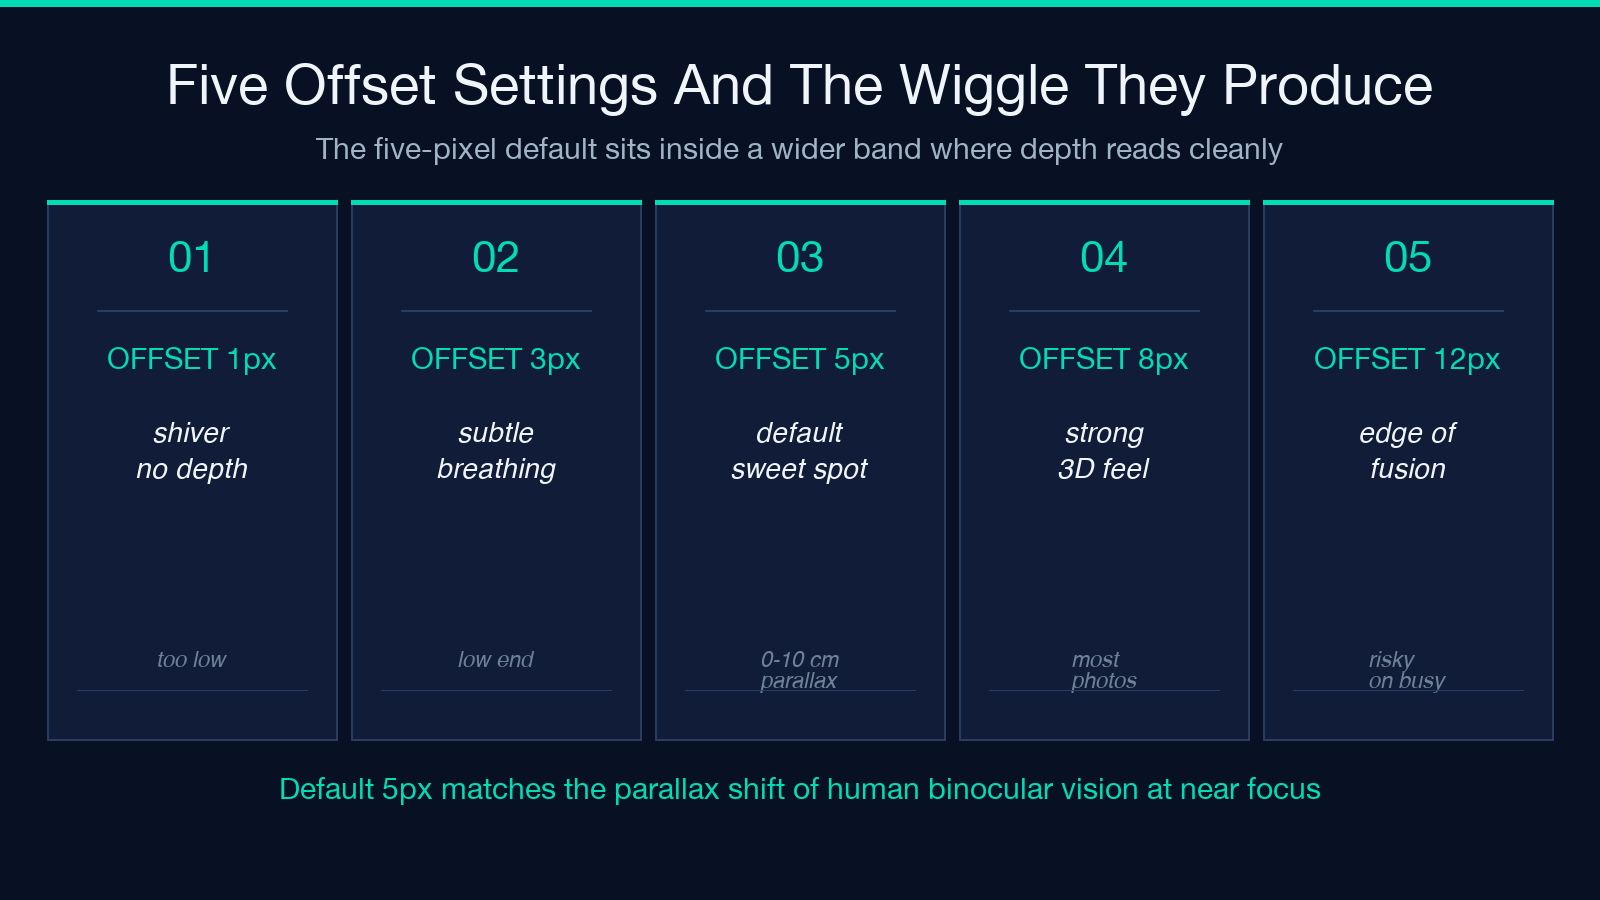 Five Offset Settings And The Wiggle They Produce
The five-pixel default sits inside a wider band where depth reads cleanly
01
OFFSET 1px
shiver
no depth
too low
02
OFFSET 3px
subtle
breathing
low end
03
OFFSET 5px
default
sweet spot
0-10 cm
parallax
04
OFFSET 8px
strong
3D feel
most
photos
05
OFFSET 12px
edge of
fusion
risky
on busy
Default 5px matches the parallax shift of human binocular vision at near focus